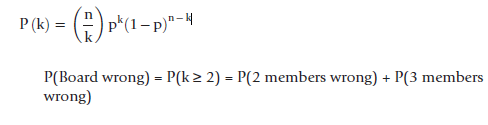 P(k) = (n/k) p^k(1 – p)^n – k
P(Board wrong) = P(k ≥ 2) = P(2 members wrong) + P(3 members
wrong)